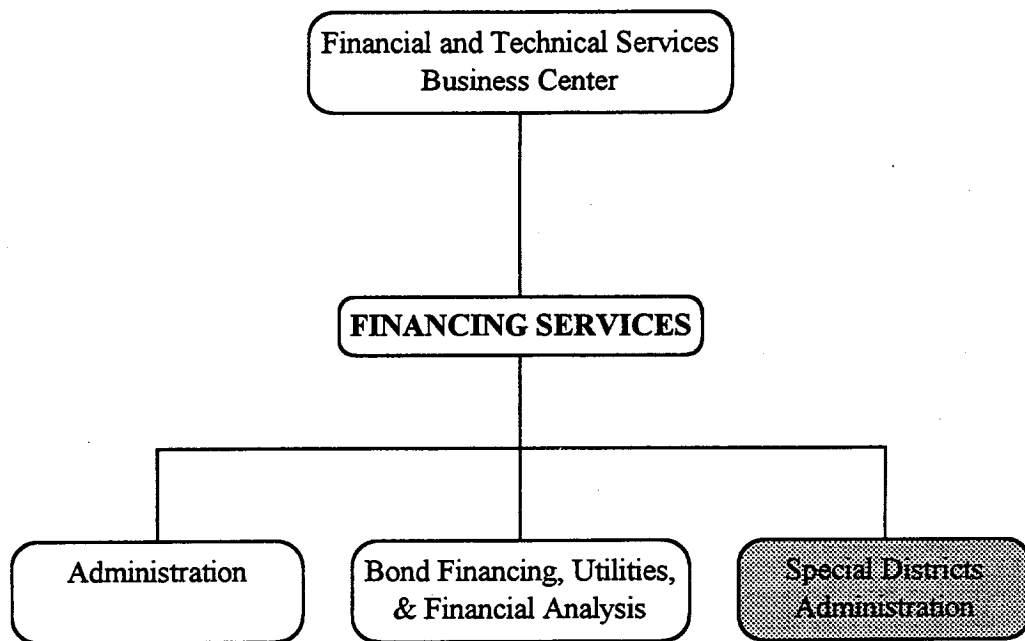 Financial and Technical Services
Business Center
FINANCING SERVICES
Administration
Bond Financing, Utilities,
& Financial Analysis
Special Districts
Administration